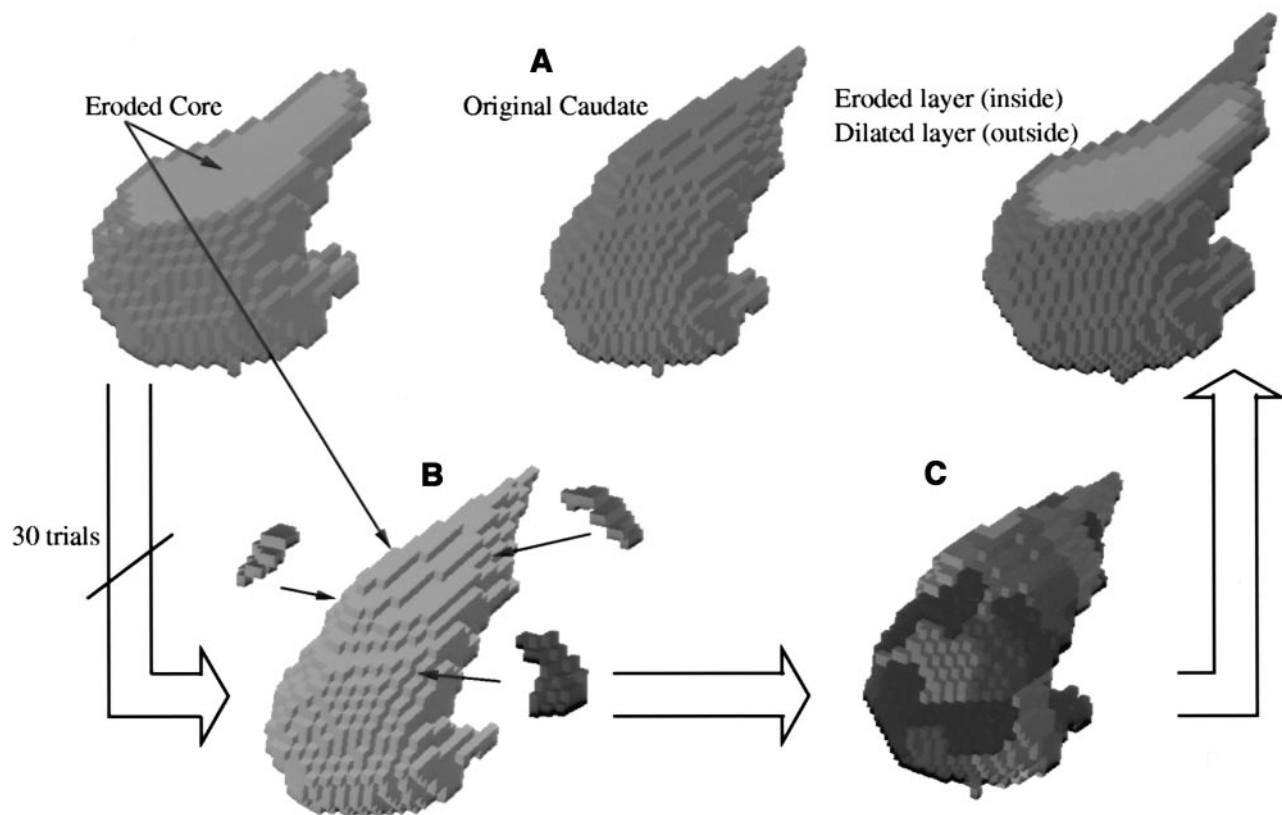 A
Eroded Core
Original Caudate
Eroded layer (inside)
Dilated layer (outside)
B
C
30 trials